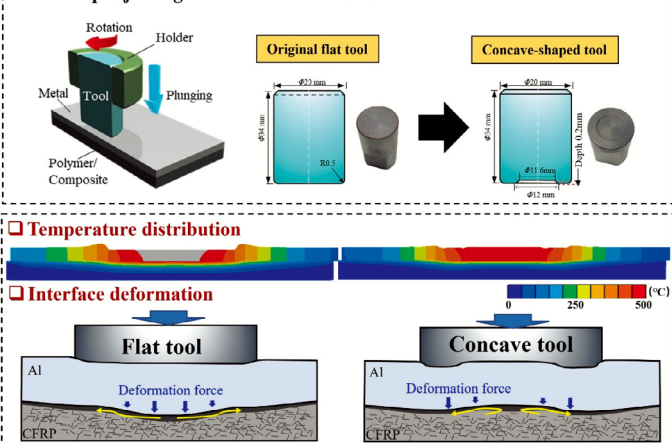 Rotation
Holder
Metal
Tool
Plunging
Polymer/
Composite
Original flat tool
Φ20 mm
Φ34 mm
R0.5
Concave-shaped tool
Φ20 mm
Φ34 mm
Depth 0.2mm
Φ11.6mm
Φ12 mm
Temperature distribution
(°C)
0 250 500
Interface deformation
Flat tool
Al
Deformation force
CFRP
Concave tool
Al
Deformation force
CFRP